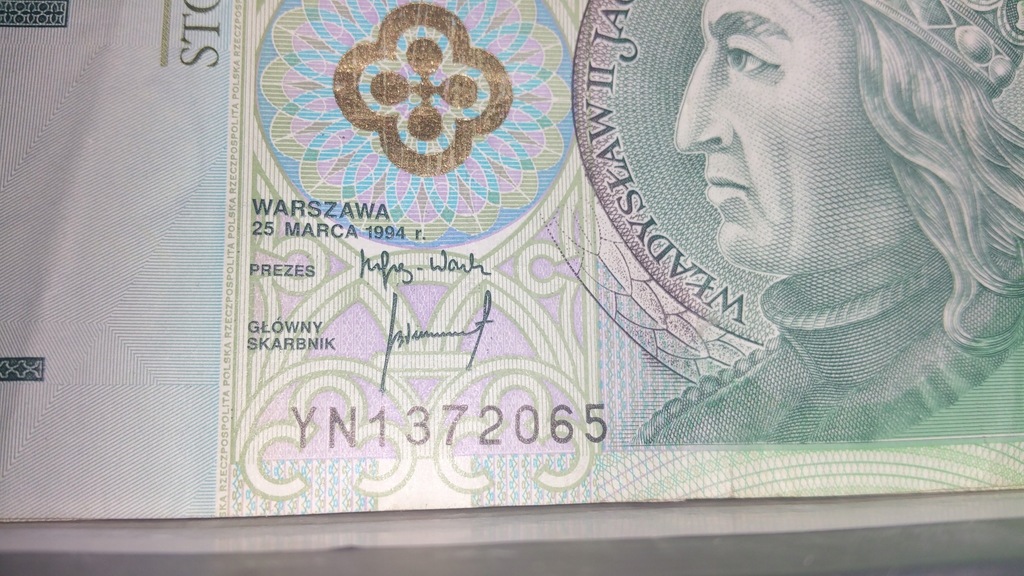 STO
WŁADYSŁAW II JAG
RZECZPOSPOLITA POLSKA RZECZPOSPOLITA POLSKA RZECZPOSPOLITA POLSKA
WARSZAWA
25 MARCA 1994 r.
PREZES
GŁÓWNY
SKARBNIK
YN1372065